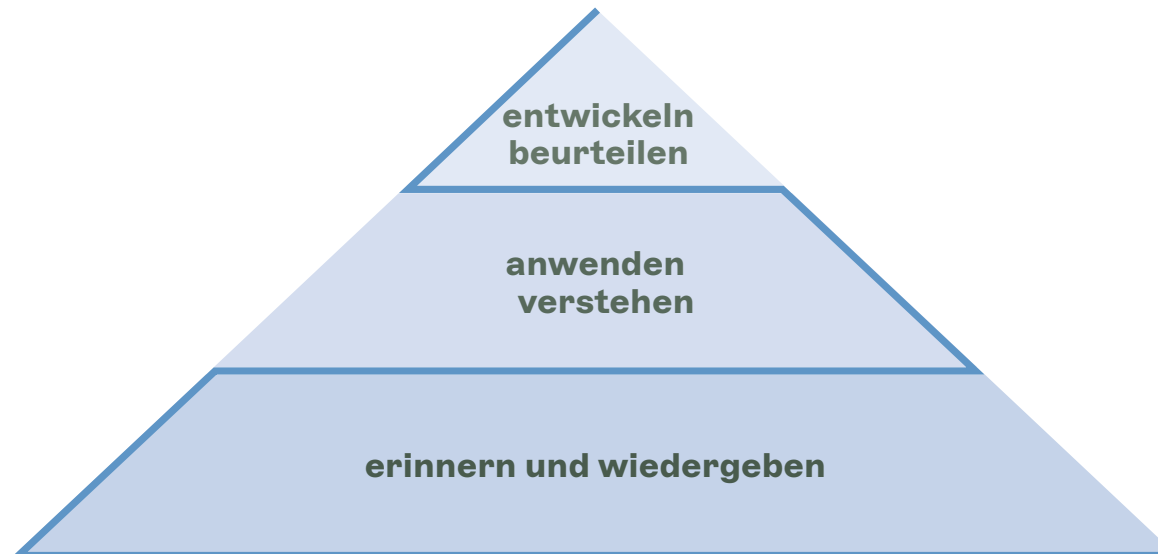 entwickeln
beurteilen
anwenden
verstehen
erinnern und wiedergeben